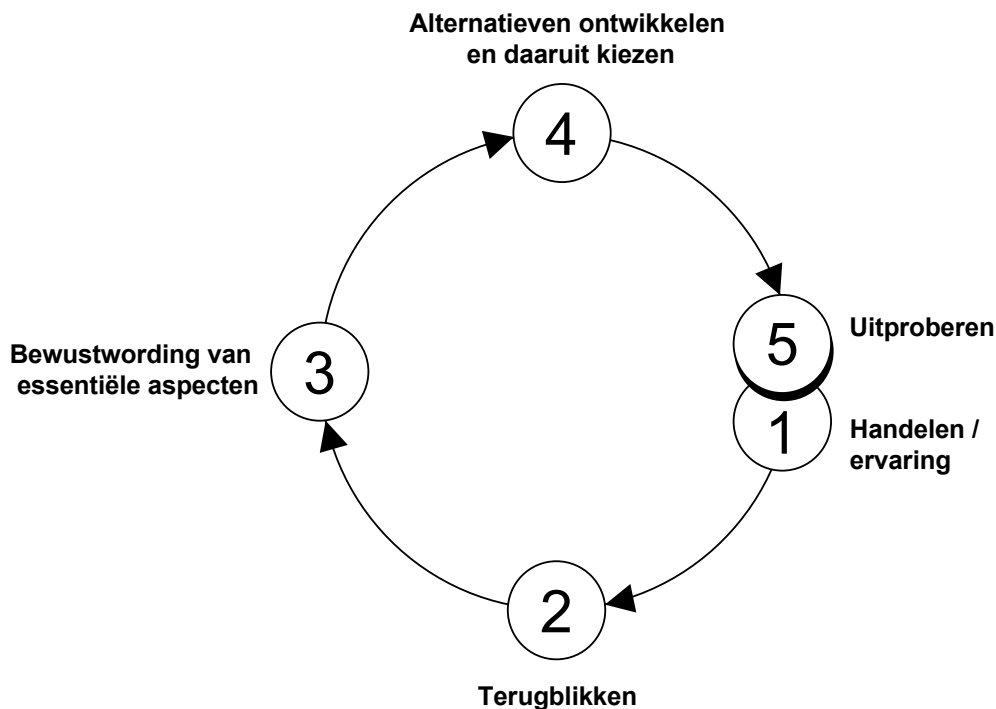 Alternatieven ontwikkelen
en daaruit kiezen
4
5
Uitproberen
Bewustwording van
essentiële aspecten
3
1
Handelen /
ervaring
2
Terugblikken